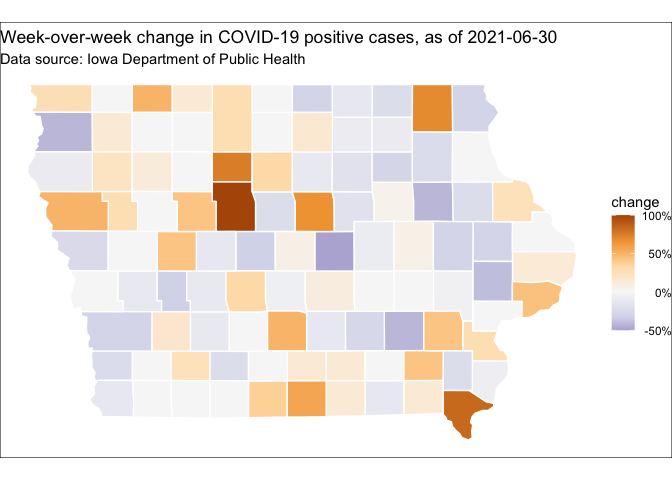 Week-over-week change in COVID-19 positive cases, as of 2021-06-30
Data source: Iowa Department of Public Health
change
100%
50%
0%
-50%